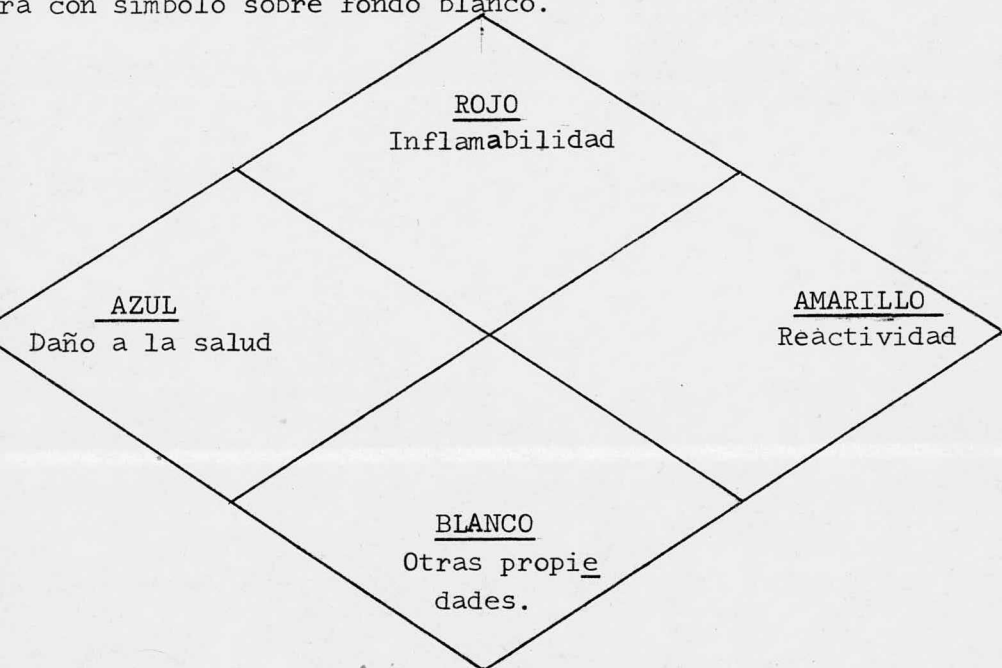 ra con símbolo sobre fondo blanco.
ROJO
Inflamabilidad
AZUL
Daño a la salud
AMARILLO
Reactividad
BLANCO
Otras propie
dades.